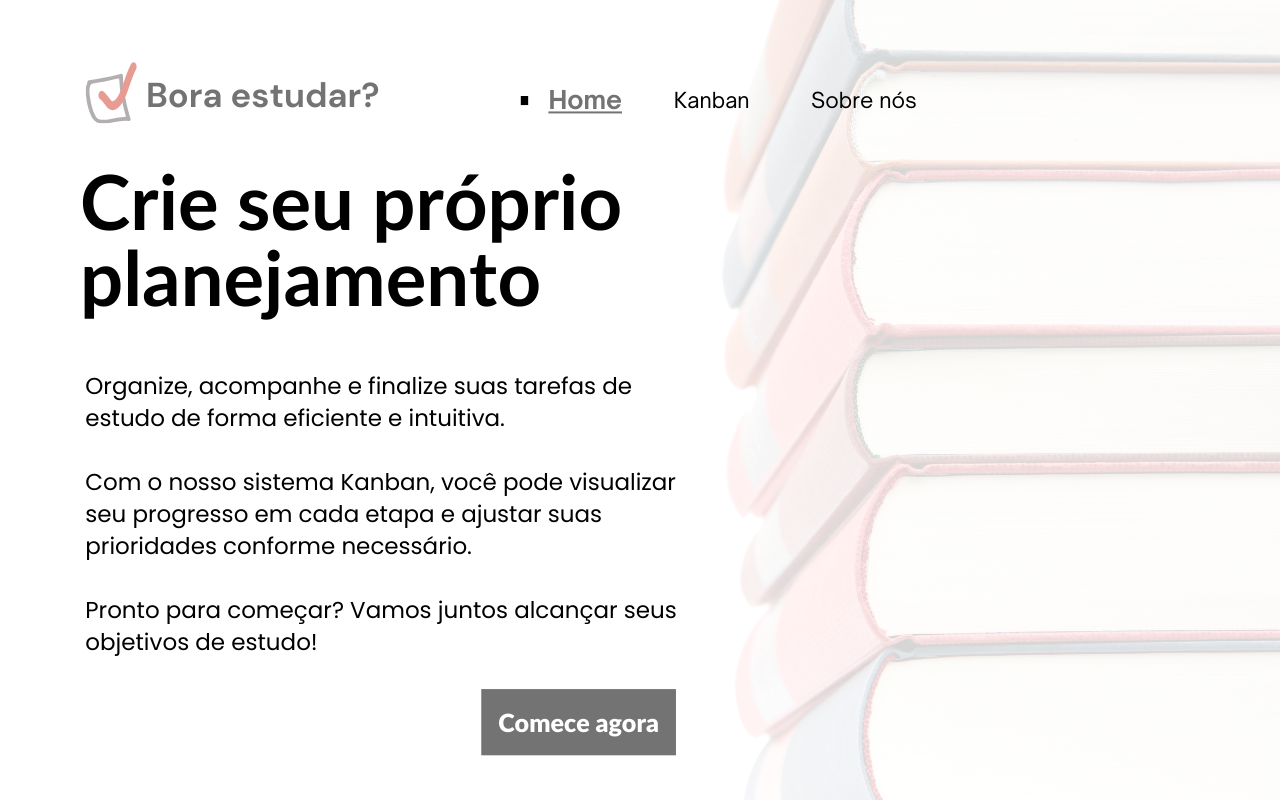 Bora estudar?
Home Kanban Sobre nós
Crie seu próprio
planejamento
Organize, acompanhe e finalize suas tarefas de
estudo de forma eficiente e intuitiva.
Com o nosso sistema Kanban, você pode visualizar
seu progresso em cada etapa e ajustar suas
prioridades conforme necessário.
Pronto para começar? Vamos juntos alcançar seus
objetivos de estudo!
Comece agora